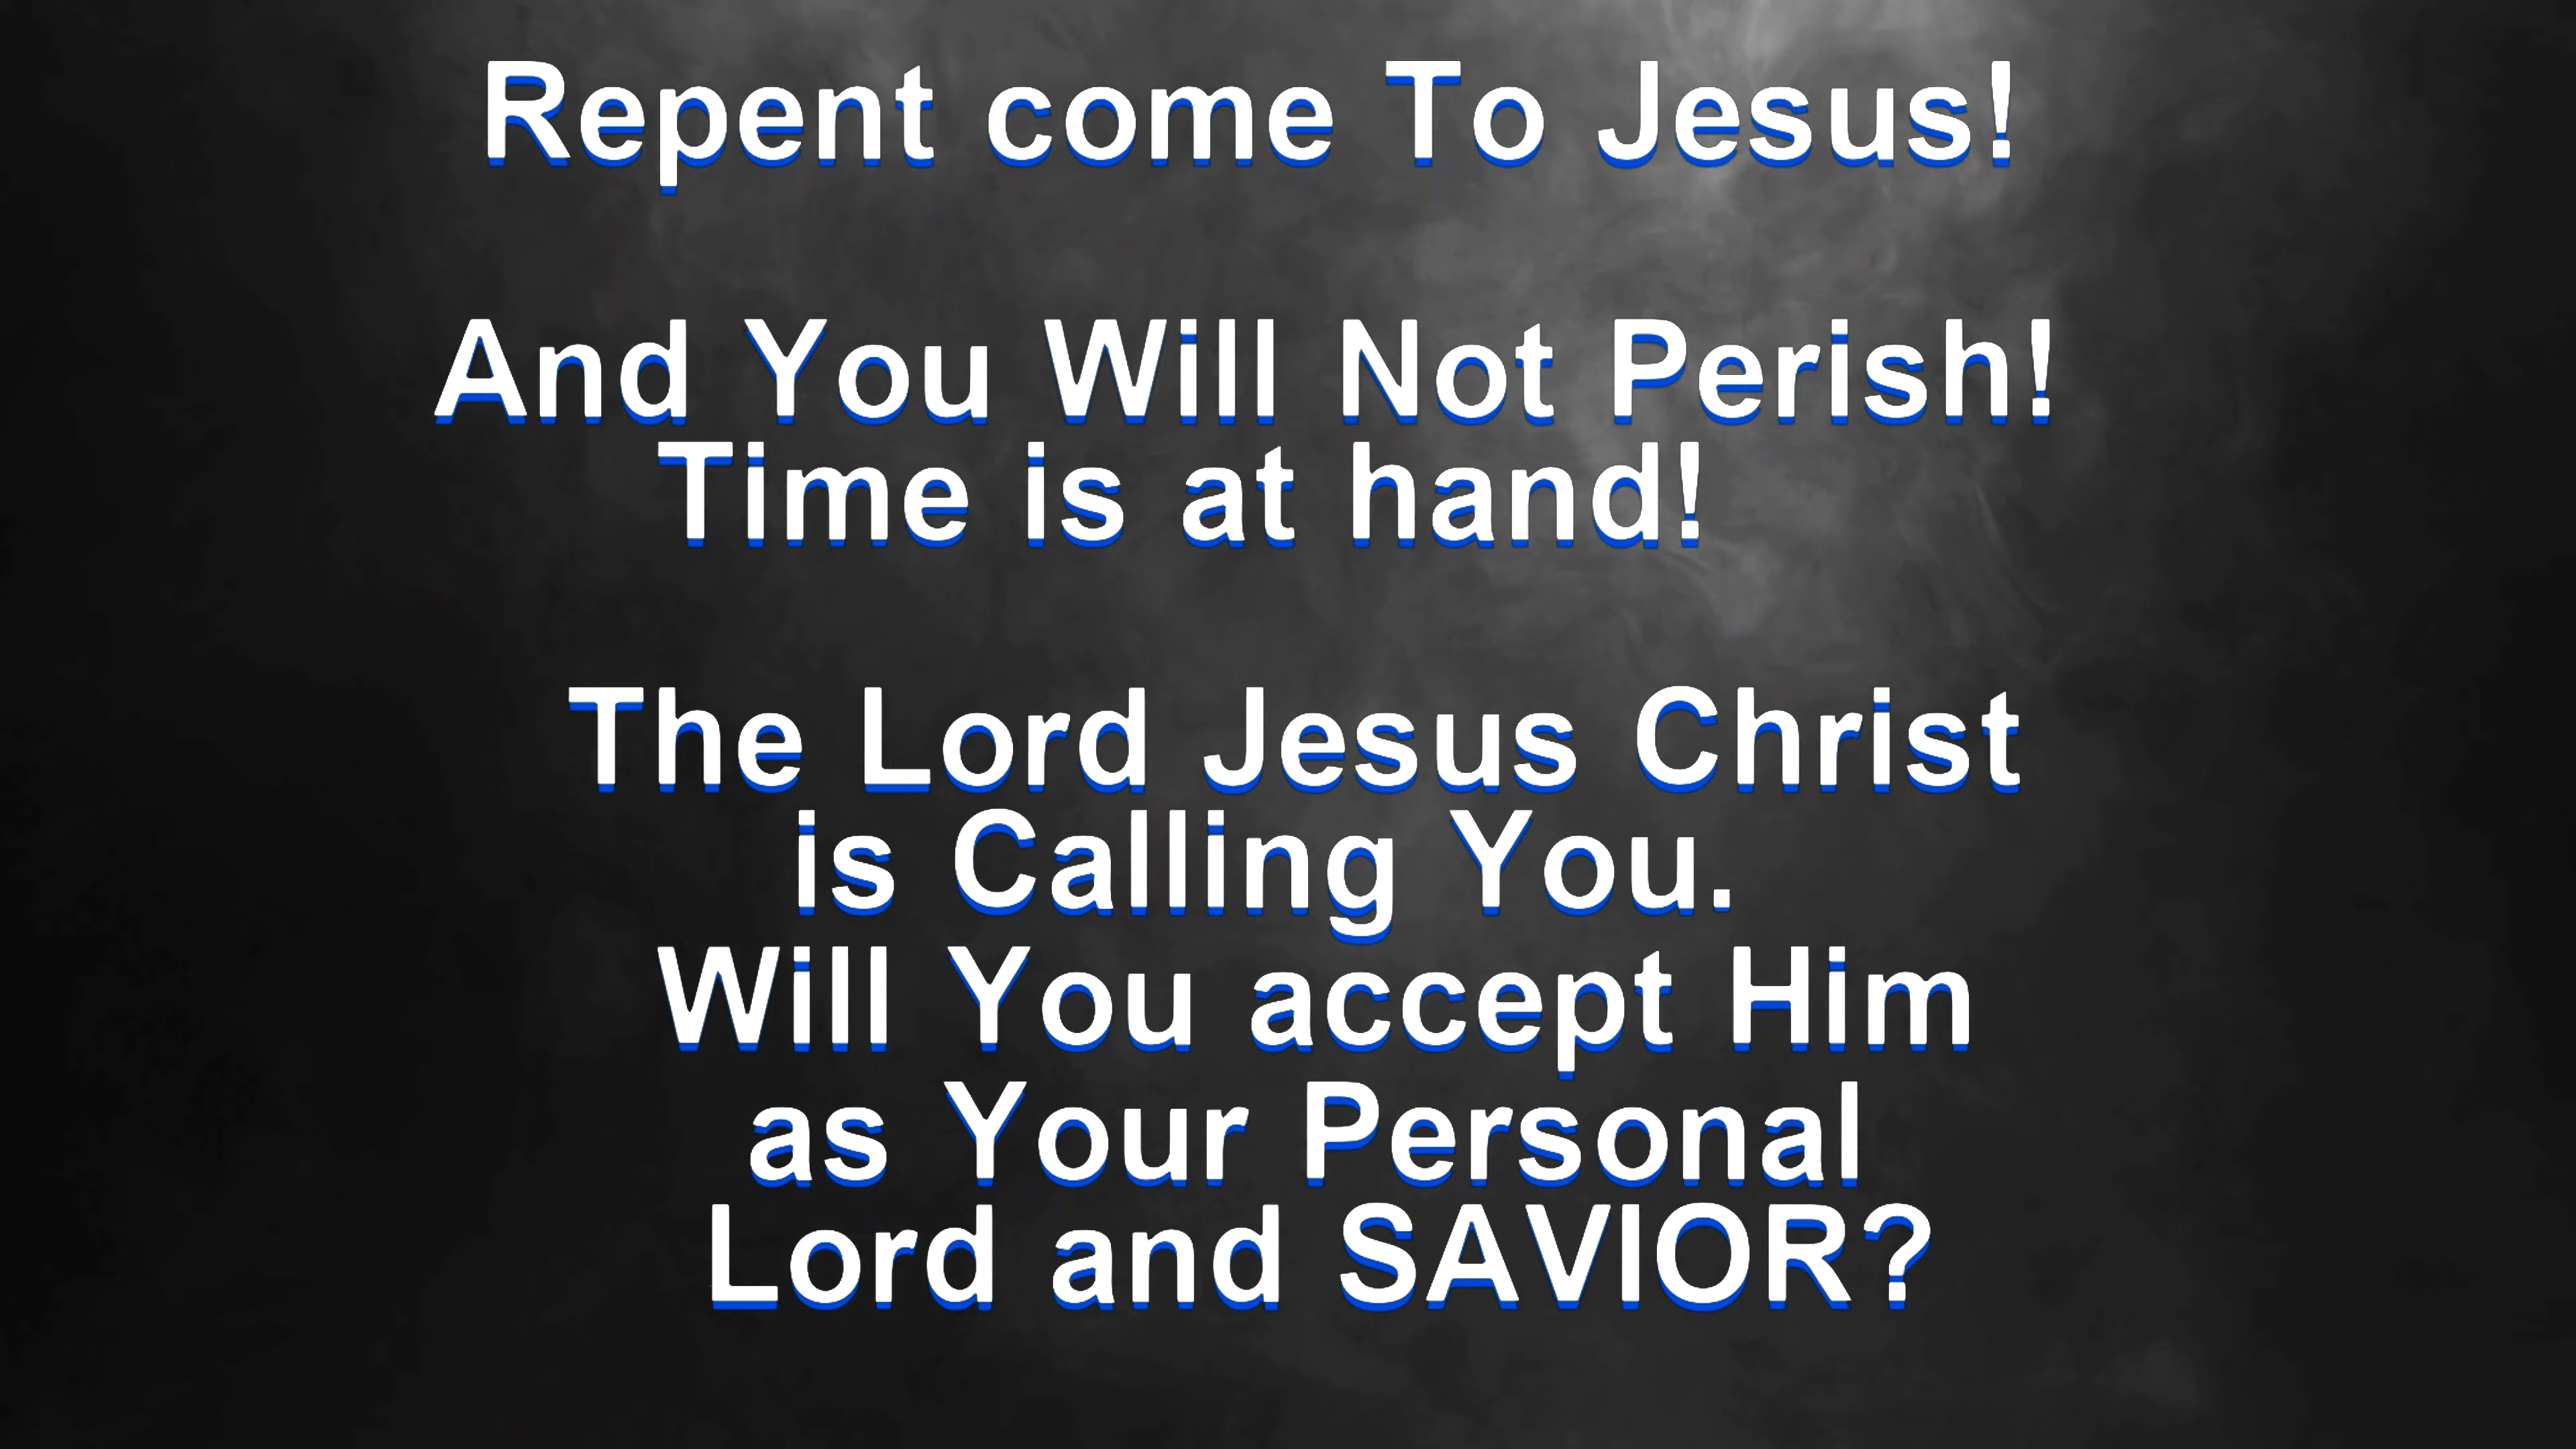 Repent come To Jesus!
And You Will Not Perish!
Time is at hand!
The Lord Jesus Christ
is Calling You.
Will You accept Him
as Your Personal
Lord and SAVIOR?